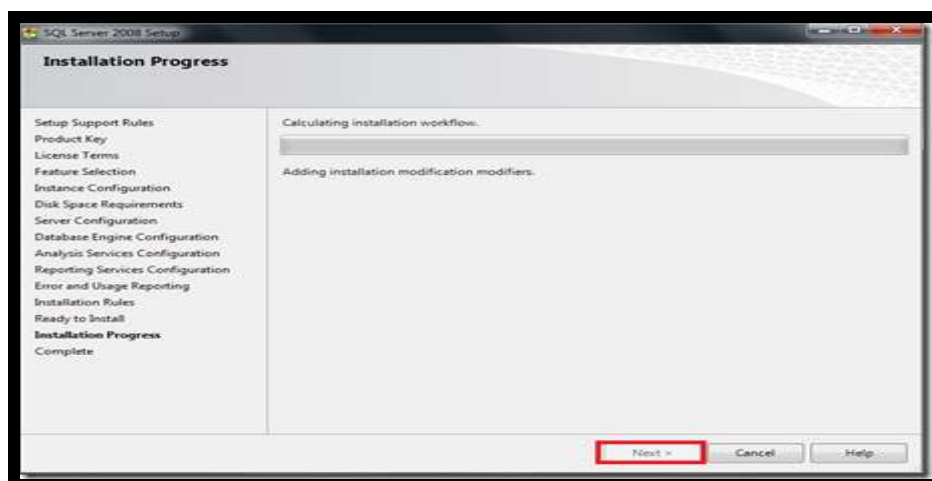 SQL Server 2008 Setup
Installation Progress
Setup Support Rules
Product Key
License Terms
Feature Selection
Instance Configuration
Disk Space Requirements
Server Configuration
Database Engine Configuration
Analysis Services Configuration
Reporting Services Configuration
Error and Usage Reporting
Installation Rules
Ready to Install
Installation Progress
Complete
Calculating installation workflow.
Adding installation modification modifiers.
Next >
Cancel
Help